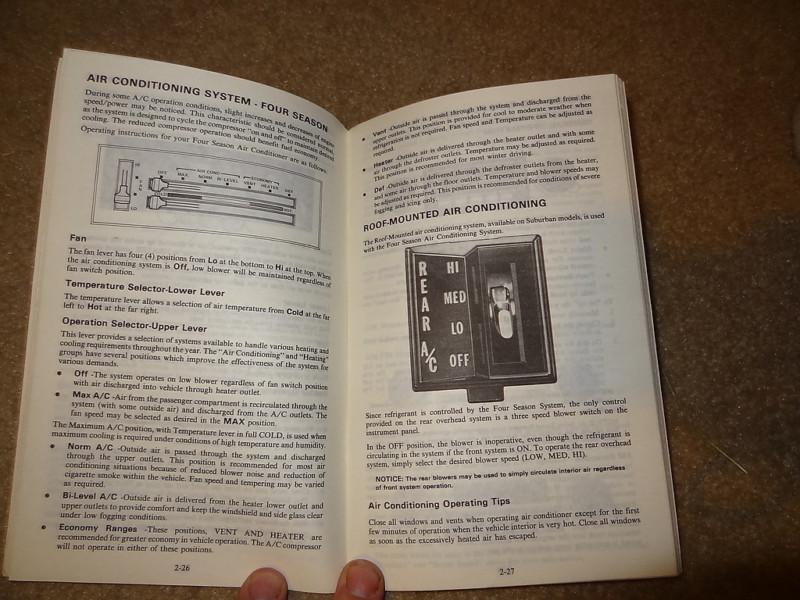 AIR CONDITIONING SYSTEM - FOUR SEASON
During some A/C operation conditions, slight increases and decreases of engine
speed/power may be noticed. This characteristic should be considered normal,
as the system is designed to cycle the compressor "on and off" to maintain desired
cooling. The reduced compressor operation should benefit fuel economy.
Operating instructions for your Four Season Air Conditioner are as follows:
HI
FAN
AIR COND
ECONOMY
OFF MAX NORM BI-LEVEL VENT HEATER DEF
HOT
Fan
The fan lever has four (4) positions from Lo at the bottom to Hi at the top. When
the air conditioning system is Off, low blower will be maintained regardless of
fan switch position.
Temperature Selector-Lower Lever
The temperature lever allows a selection of air temperature from Cold at the far
left to Hot at the far right.
Operation Selector-Upper Lever
This lever provides a selection of systems available to handle various heating and
cooling requirements throughout the year. The "Air Conditioning" and "Heating"
groups have several positions which improve the effectiveness of the system for
various demands.
• Off -The system operates on low blower regardless of fan switch position
with air discharged into vehicle through heater outlet.
• Max A/C -Air from the passenger compartment is recirculated through the
system (with some outside air) and discharged from the A/C outlets. The
fan speed may be selected as desired in the MAX position.
The Maximum A/C position, with Temperature lever in full COLD, is used when
maximum cooling is required under conditions of high temperature and humidity.
• Norm A/C -Outside air is passed through the system and discharged
through the upper outlets. This position is recommended for most air
conditioning situations because of reduced blower noise and reduction of
cigarette smoke within the vehicle. Fan speed and tempering may be varied
as required.
• Bi-Level A/C -Outside air is delivered from the heater lower outlet and
upper outlets to provide comfort and keep the windshield and side glass clear
under low fogging conditions.
• Economy Ranges -These positions, VENT AND HEATER are
recommended for greater economy in vehicle operation. The A/C compressor
will not operate in either of these positions.
2-26
• Vent -Outside air is passed through the system and discharged from the
upper outlets. This position is provided for cool to moderate weather when
refrigeration is not required. Fan speed and Temperature can be adjusted as
required.
• Heater -Outside air is delivered through the heater outlet and with some
air through the defroster outlets. Temperature may be adjusted as required.
This position is recommended for most winter driving.
• Def -Outside air is delivered through the defroster outlets from the heater,
and some air through the floor outlets. Temperature and blower speeds may
be adjusted as required. This position is recommended for conditions of severe
fogging and icing only.
ROOF-MOUNTED AIR CONDITIONING
The Roof-Mounted air conditioning system, available on Suburban models, is used
with the Four Season Air Conditioning System.
REAR A/C
HI
MED
LO
OFF
Since refrigerant is controlled by the Four Season System, the only control
provided on the rear overhead system is a three speed blower switch on the
instrument panel.
In the OFF position, the blower is inoperative, even though the refrigerant is
circulating in the system if the front system is ON. To operate the rear overhead
system, simply select the desired blower speed (LOW, MED, HI).
NOTICE: The rear blowers may be used to simply circulate interior air regardless
of front system operation.
Air Conditioning Operating Tips
Close all windows and vents when operating air conditioner except for the first
few minutes of operation when the vehicle interior is very hot. Close all windows
as soon as the excessively heated air has escaped.
2-27